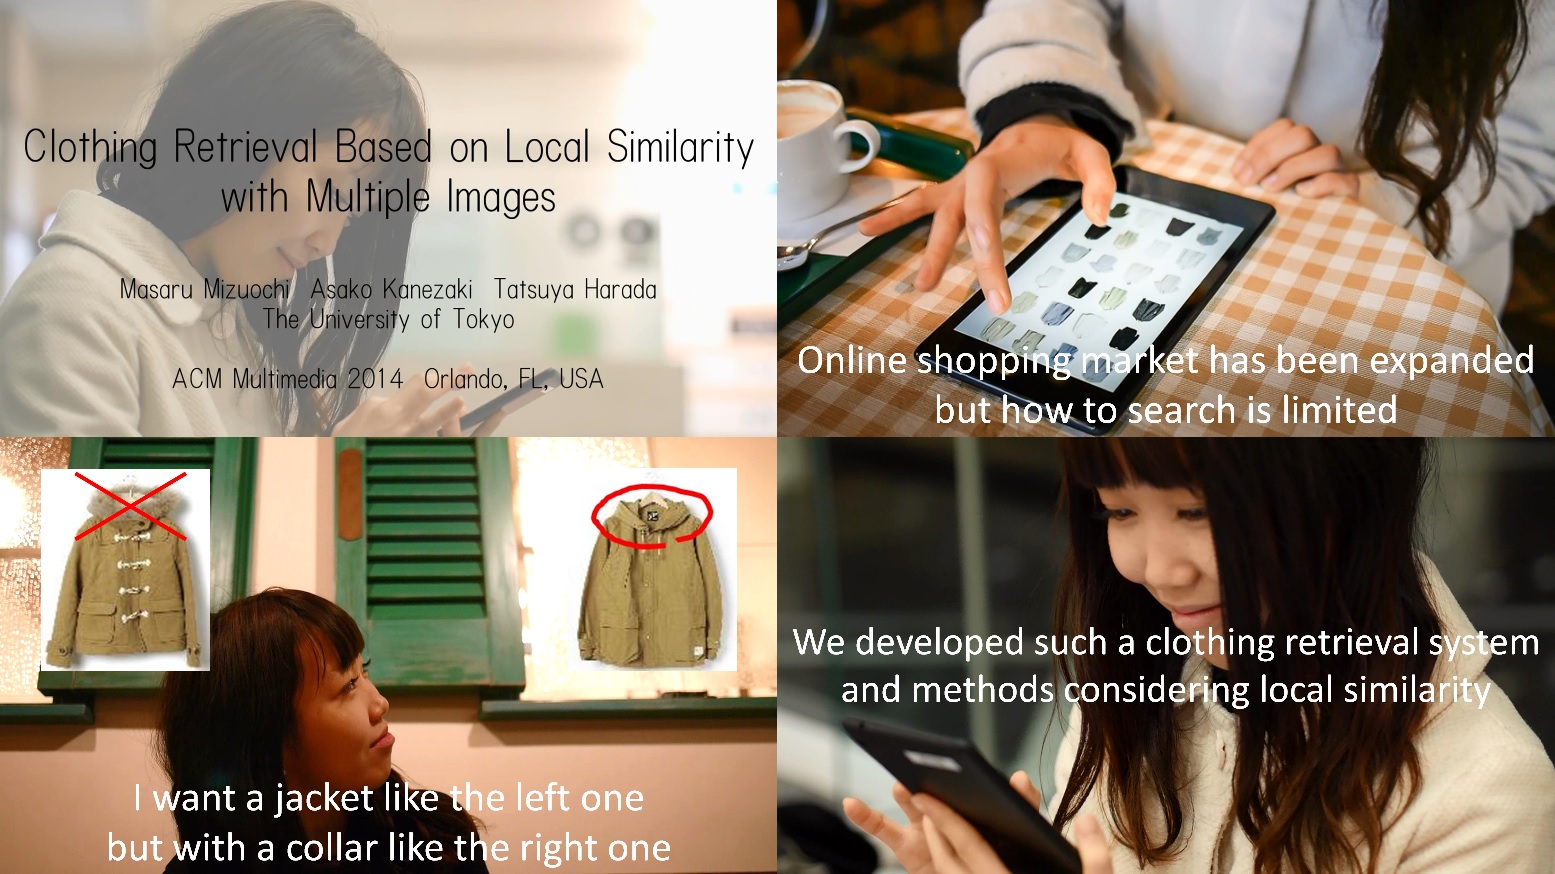 Clothing Retrieval Based on Local Similarity
with Multiple Images
Masaru Mizuochi Asako Kanezaki Tatsuya Harada
The University of Tokyo
ACM Multimedia 2014 Orlando, FL, USA
Online shopping market has been expanded
but how to search is limited
I want a jacket like the left one
but with a collar like the right one
We developed such a clothing retrieval system
and methods considering local similarity